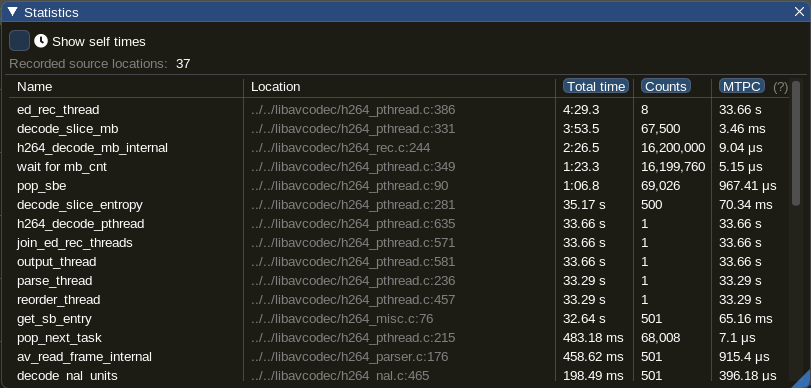 Statistics
Show self times
Recorded source locations: 37
Name Location Total time Counts MTPC (?)
ed_rec_thread ../../libavcodec/h264_pthread.c:386 4:29.3 8 33.66 s
decode_slice_mb ../../libavcodec/h264_pthread.c:331 3:53.5 67,500 3.46 ms
h264_decode_mb_internal ../../libavcodec/h264_rec.c:244 2:26.5 16,200,000 9.04 μs
wait for mb_cnt ../../libavcodec/h264_pthread.c:349 1:23.3 16,199,760 5.15 μs
pop_sbe ../../libavcodec/h264_pthread.c:90 1:06.8 69,026 967.41 μs
decode_slice_entropy ../../libavcodec/h264_pthread.c:281 35.17 s 500 70.34 ms
h264_decode_pthread ../../libavcodec/h264_pthread.c:635 33.66 s 1 33.66 s
join_ed_rec_threads ../../libavcodec/h264_pthread.c:571 33.66 s 1 33.66 s
output_thread ../../libavcodec/h264_pthread.c:581 33.66 s 1 33.66 s
parse_thread ../../libavcodec/h264_pthread.c:236 33.29 s 1 33.29 s
reorder_thread ../../libavcodec/h264_pthread.c:457 33.29 s 1 33.29 s
get_sb_entry ../../libavcodec/h264_misc.c:76 32.64 s 501 65.16 ms
pop_next_task ../../libavcodec/h264_pthread.c:215 483.18 ms 68,008 7.1 μs
av_read_frame_internal ../../libavcodec/h264_parser.c:176 458.62 ms 501 915.4 μs
decode_nal_units ../../libavcodec/h264_nal.c:465 198.49 ms 501 396.18 μs